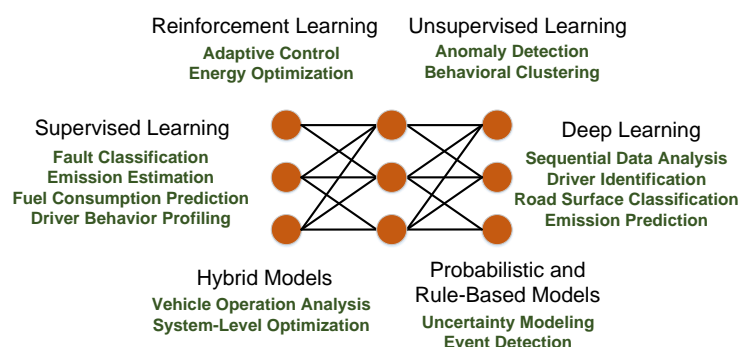 Reinforcement Learning
Adaptive Control
Energy Optimization
Unsupervised Learning
Anomaly Detection
Behavioral Clustering
Supervised Learning
Fault Classification
Emission Estimation
Fuel Consumption Prediction
Driver Behavior Profiling
Deep Learning
Sequential Data Analysis
Driver Identification
Road Surface Classification
Emission Prediction
Hybrid Models
Vehicle Operation Analysis
System-Level Optimization
Probabilistic and
Rule-Based Models
Uncertainty Modeling
Event Detection